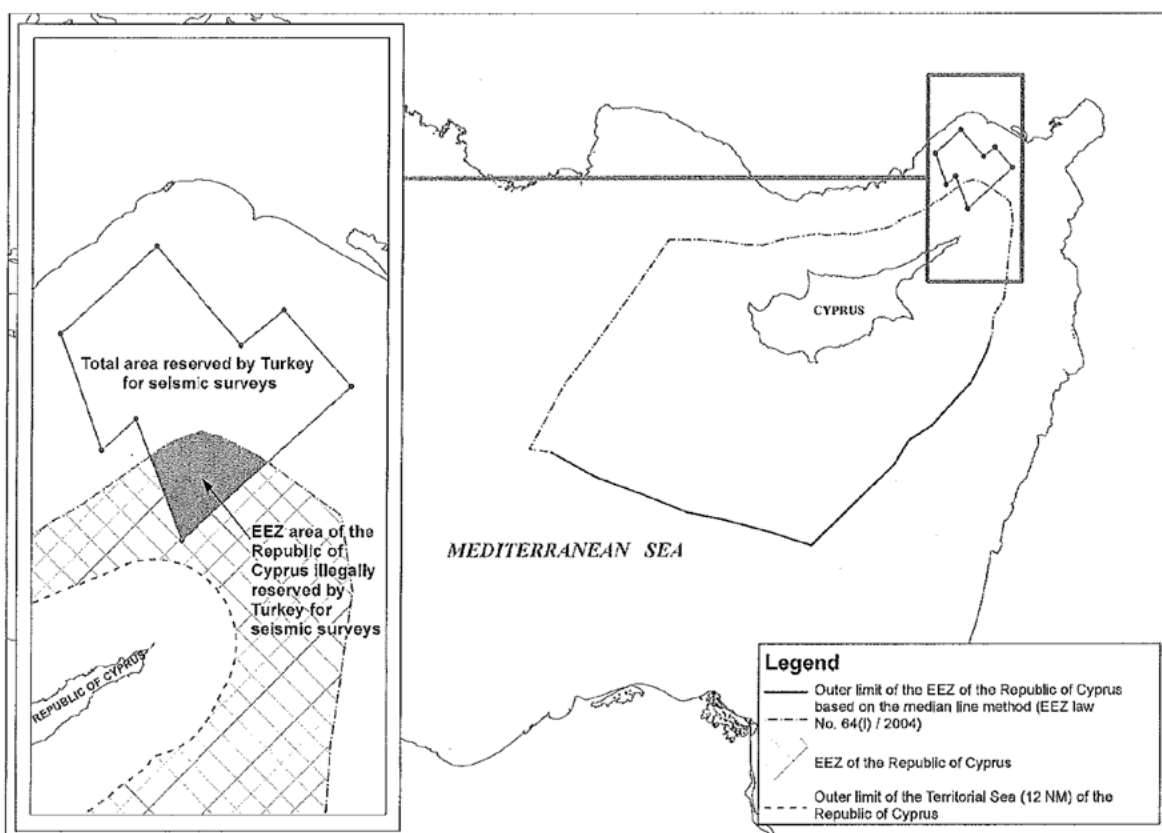 Total area reserved by Turkey
for seismic surveys
EEZ area of the
Republic of
Cyprus illegally
reserved by
Turkey for
seismic surveys
REPUBLIC OF CYPRUS
CYPRUS
MEDITERRANEAN SEA
Legend
Outer limit of the EEZ of the Republic of Cyprus
based on the median line method (EEZ law
No. 64(I) / 2004)
EEZ of the Republic of Cyprus
Outer limit of the Territorial Sea (12 NM) of the
Republic of Cyprus